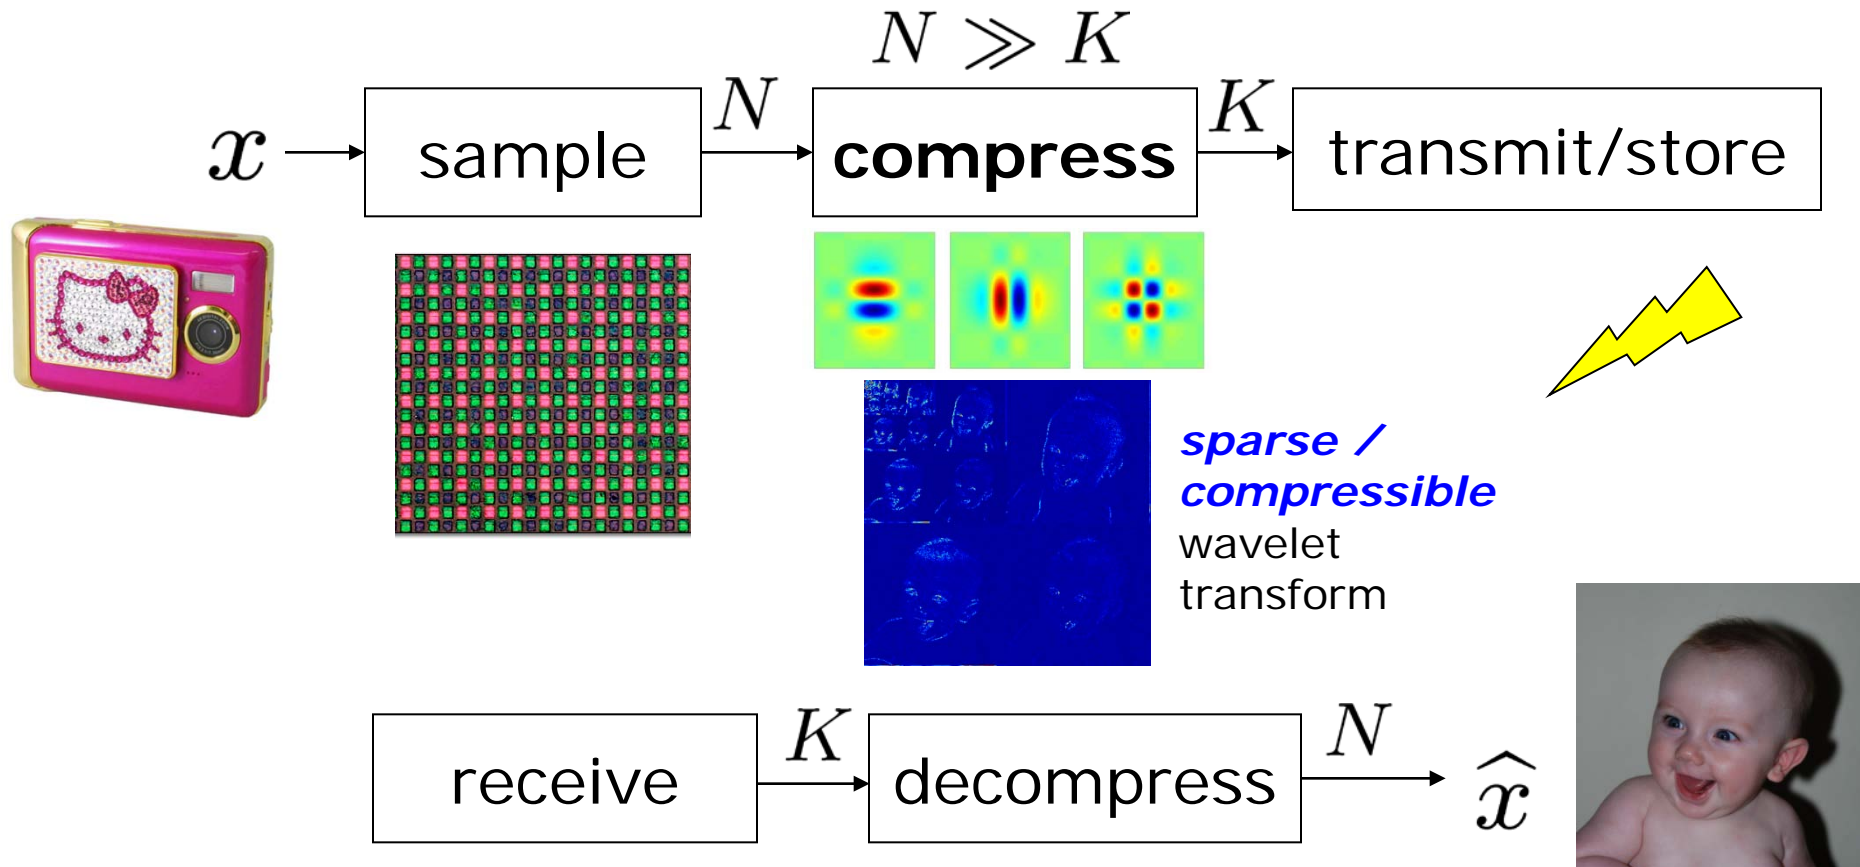 N ≫ K
x
sample
N
compress
K
transmit/store
sparse /
compressible
wavelet
transform
receive
K
decompress
N
x̂